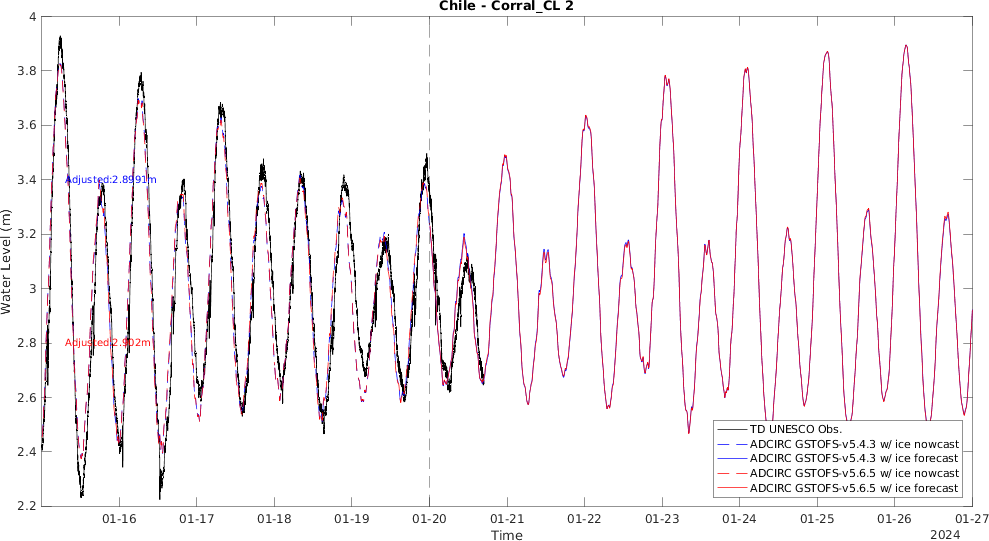 Chile - Corral_CL 2
4
3.8
3.6
3.4
3.2
3
2.8
2.6
2.4
2.2
Water Level (m)
Adjusted:2.8991m
Adjusted:2.902m
TD UNESCO Obs.
ADCIRC GSTOFS-v5.4.3 w/ ice nowcast
ADCIRC GSTOFS-v5.4.3 w/ ice forecast
ADCIRC GSTOFS-v5.6.5 w/ ice nowcast
ADCIRC GSTOFS-v5.6.5 w/ ice forecast
01-16 01-17 01-18 01-19 01-20 01-21 01-22 01-23 01-24 01-25 01-26 01-27
Time
2024